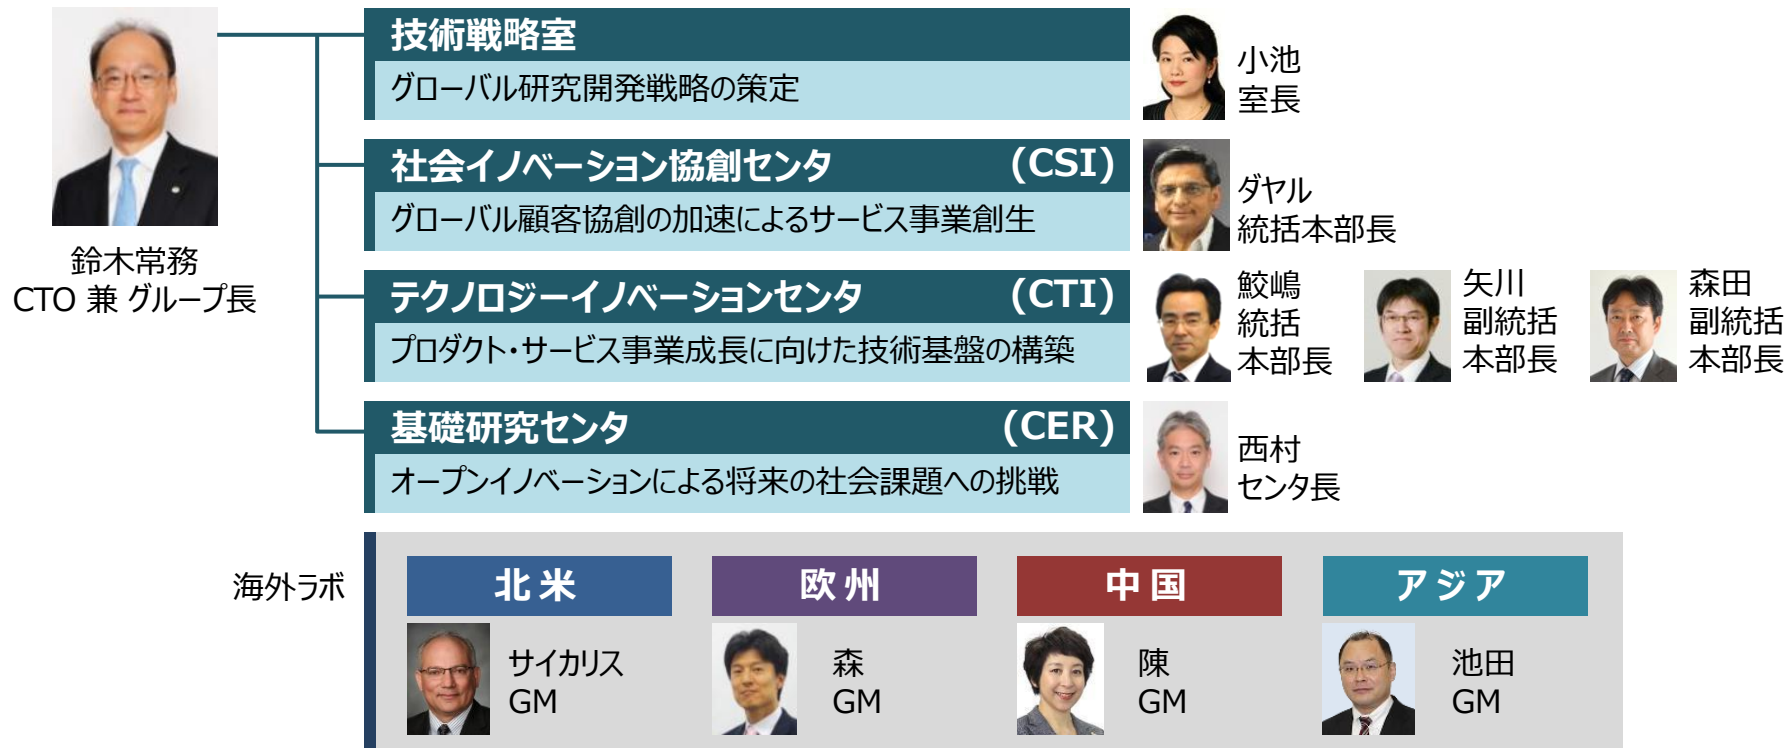 鈴木常務
CTO 兼 グループ長
技術戦略室
グローバル研究開発戦略の策定
小池
室長
社会イノベーション協創センタ (CSI)
グローバル顧客協創の加速によるサービス事業創生
ダヤル
統括本部長
テクノロジーイノベーションセンタ (CTI)
プロダクト・サービス事業成長に向けた技術基盤の構築
鮫嶋
統括
本部長
矢川
副統括
本部長
森田
副統括
本部長
基礎研究センタ (CER)
オープンイノベーションによる将来の社会課題への挑戦
西村
センタ長
海外ラボ
北米
サイカリス
GM
欧州
森
GM
中国
陳
GM
アジア
池田
GM